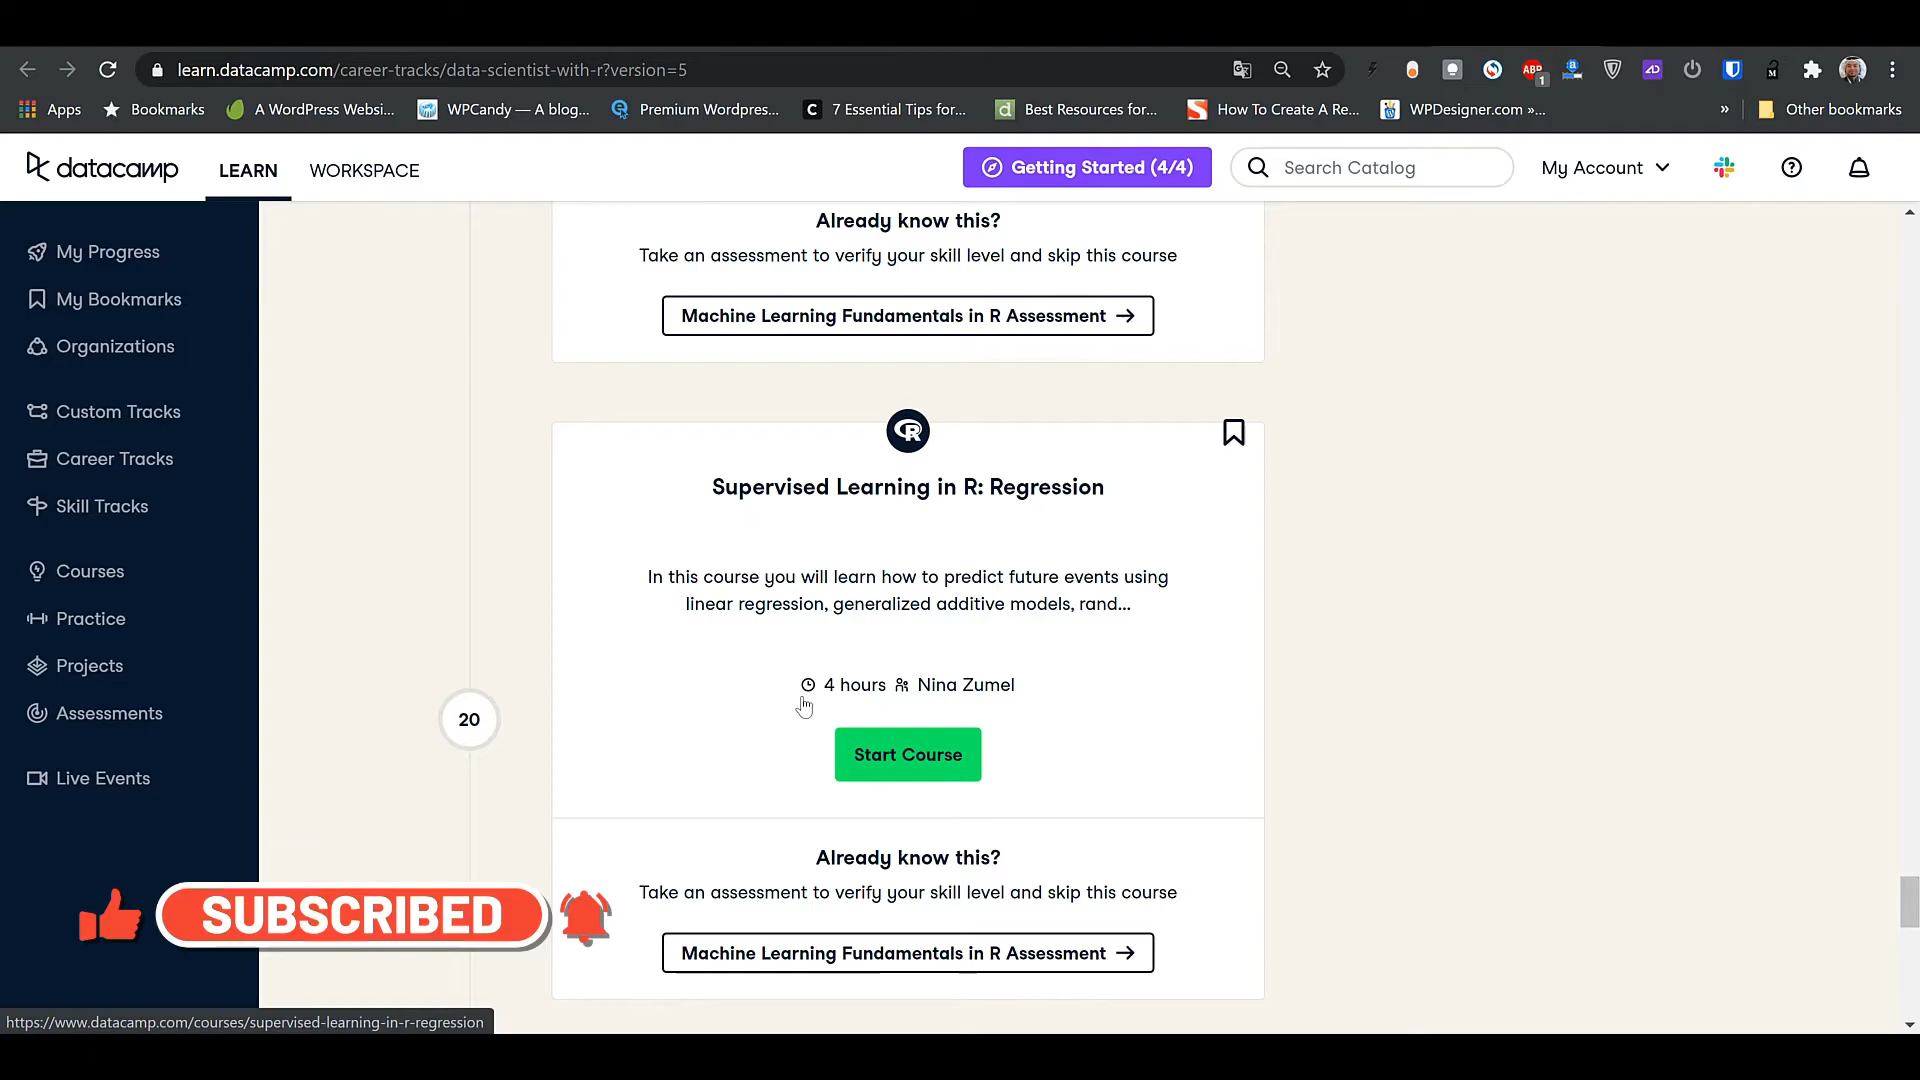 learn.datacamp.com/career-tracks/data-scientist-with-r?version=5
ABP
1
Apps
Bookmarks
A WordPress Websi...
WPCandy — A blog...
Premium Wordpres...
7 Essential Tips for...
Best Resources for...
How To Create A Re...
WPDesigner.com »...
»
Other bookmarks
datacamp
LEARN
WORKSPACE
Getting Started (4/4)
Search Catalog
My Account
My Progress
My Bookmarks
Organizations
Custom Tracks
Career Tracks
Skill Tracks
Courses
Practice
Projects
Assessments
Live Events
Already know this?
Take an assessment to verify your skill level and skip this course
Machine Learning Fundamentals in R Assessment →
R
Supervised Learning in R: Regression
In this course you will learn how to predict future events using
linear regression, generalized additive models, rand...
4 hours Nina Zumel
20
Start Course
Already know this?
Take an assessment to verify your skill level and skip this course
Machine Learning Fundamentals in R Assessment →
SUBSCRIBED
https://www.datacamp.com/courses/supervised-learning-in-r-regression